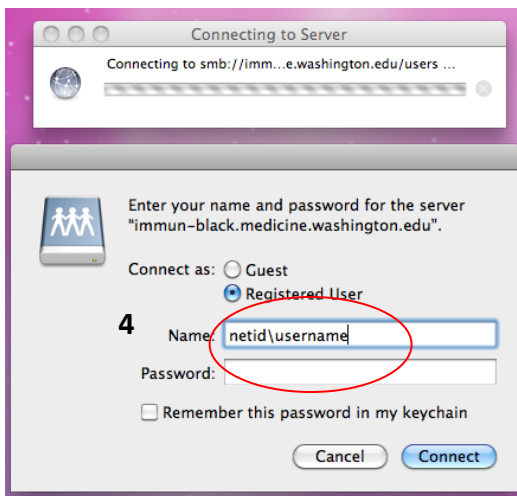 Connecting to Server
Connecting to smb://imm...e.washington.edu/users ...
Enter your name and password for the server
"immun-black.medicine.washington.edu".
Connect as: Guest
Registered User
4
Name: netid\username
Password:
Remember this password in my keychain
Cancel Connect